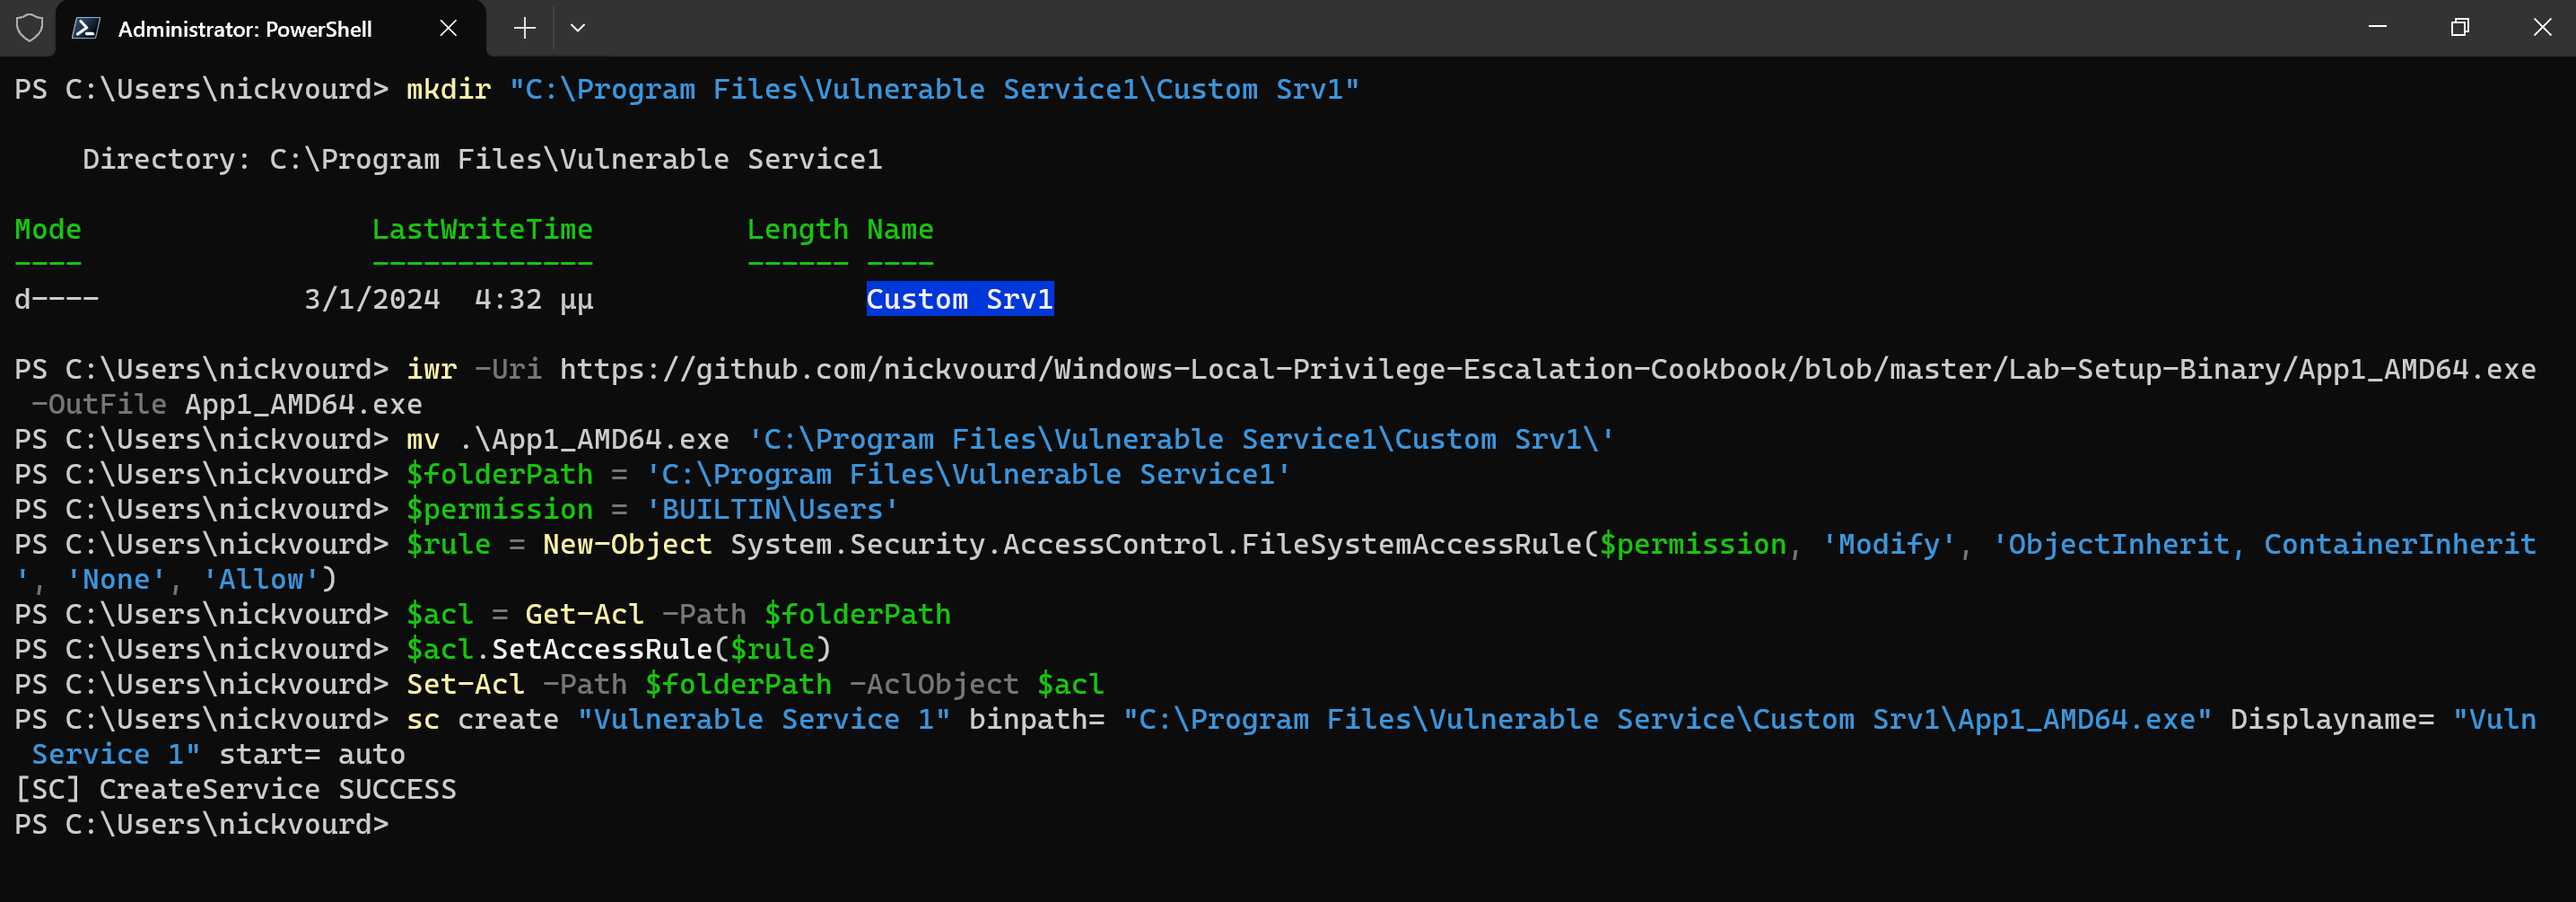 Administrator: PowerShell
PS C:\Users\nickvourd> mkdir "C:\Program Files\Vulnerable Service1\Custom Srv1"
Directory: C:\Program Files\Vulnerable Service1
Mode LastWriteTime Length Name
---- ------------- ------ ----
d---- 3/1/2024 4:32 μμ Custom Srv1
PS C:\Users\nickvourd> iwr -Uri https://github.com/nickvourd/Windows-Local-Privilege-Escalation-Cookbook/blob/master/Lab-Setup-Binary/App1_AMD64.exe
-OutFile App1_AMD64.exe
PS C:\Users\nickvourd> mv .\App1_AMD64.exe 'C:\Program Files\Vulnerable Service1\Custom Srv1\'
PS C:\Users\nickvourd> $folderPath = 'C:\Program Files\Vulnerable Service1'
PS C:\Users\nickvourd> $permission = 'BUILTIN\Users'
PS C:\Users\nickvourd> $rule = New-Object System.Security.AccessControl.FileSystemAccessRule($permission, 'Modify', 'ObjectInherit, ContainerInherit
', 'None', 'Allow')
PS C:\Users\nickvourd> $acl = Get-Acl -Path $folderPath
PS C:\Users\nickvourd> $acl.SetAccessRule($rule)
PS C:\Users\nickvourd> Set-Acl -Path $folderPath -AclObject $acl
PS C:\Users\nickvourd> sc create "Vulnerable Service 1" binpath= "C:\Program Files\Vulnerable Service\Custom Srv1\App1_AMD64.exe" Displayname= "Vuln
Service 1" start= auto
[SC] CreateService SUCCESS
PS C:\Users\nickvourd>